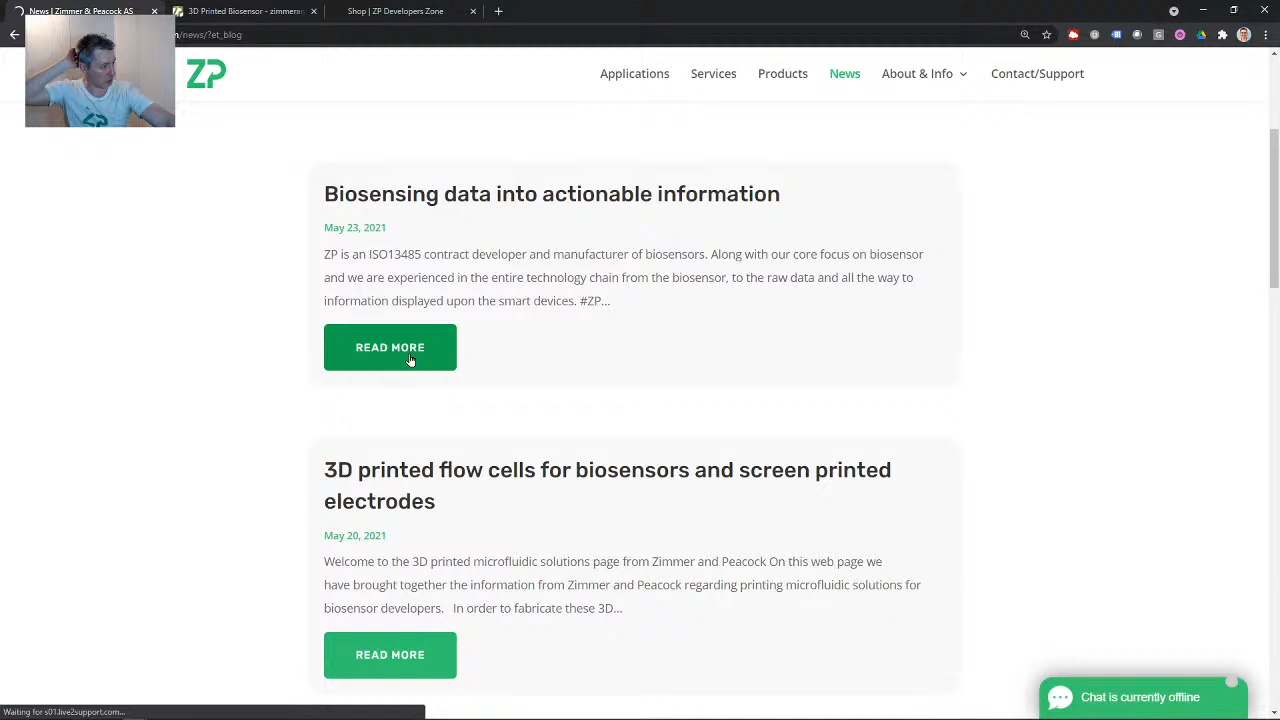 News | Zimmer & Peacock AS
3D Printed Biosensor - zimmer
Shop | ZP Developers Zone
m/news/?et_blog
ZP
Applications
Services
Products
News
About & Info
Contact/Support
Biosensing data into actionable information
May 23, 2021
ZP is an ISO13485 contract developer and manufacturer of biosensors. Along with our core focus on biosensor
and we are experienced in the entire technology chain from the biosensor, to the raw data and all the way to
information displayed upon the smart devices. #ZP...
READ MORE
3D printed flow cells for biosensors and screen printed
electrodes
May 20, 2021
Welcome to the 3D printed microfluidic solutions page from Zimmer and Peacock On this web page we
have brought together the information from Zimmer and Peacock regarding printing microfluidic solutions for
biosensor developers. In order to fabricate these 3D...
READ MORE
Chat is currently offline
Waiting for s01.live2support.com...